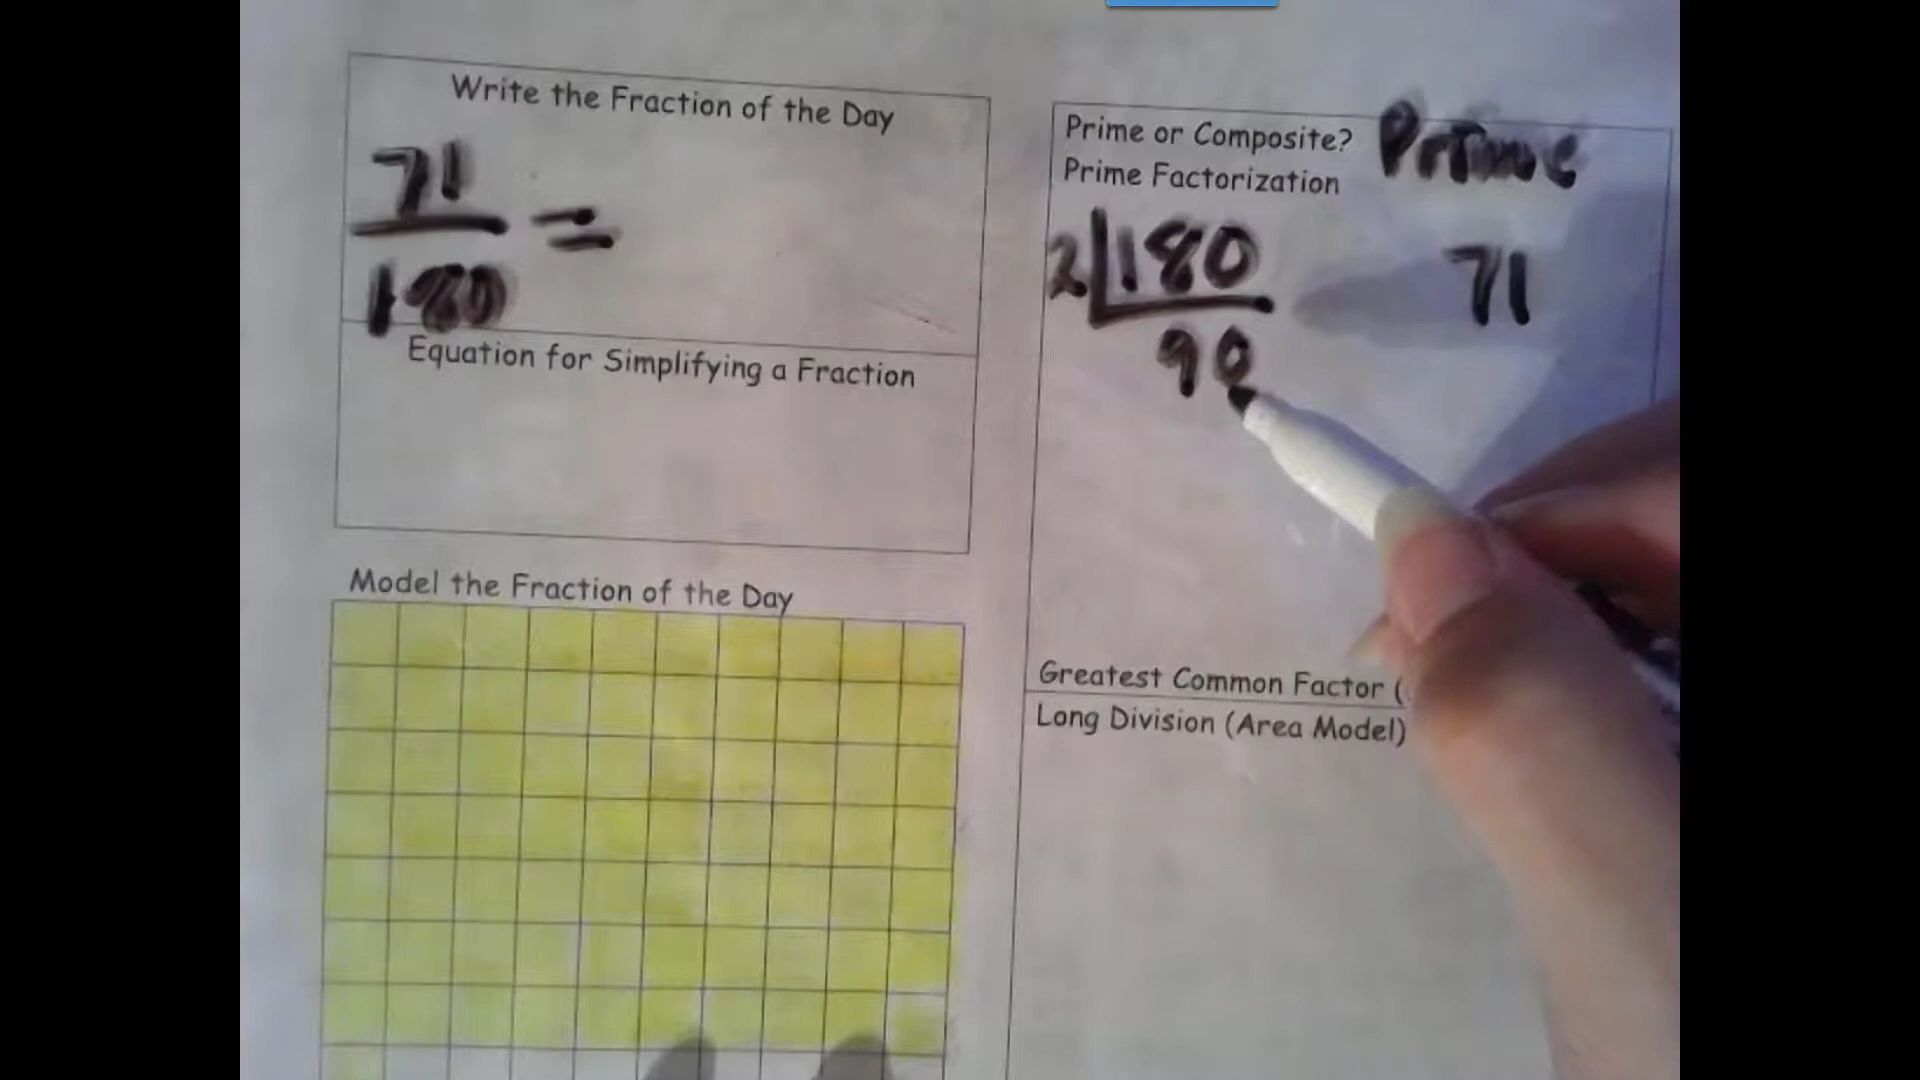 Write the Fraction of the Day
71
180
=
Equation for Simplifying a Fraction
Model the Fraction of the Day
Prime or Composite? Prime
Prime Factorization
2 180 71
90
Greatest Common Factor (
Long Division (Area Model)